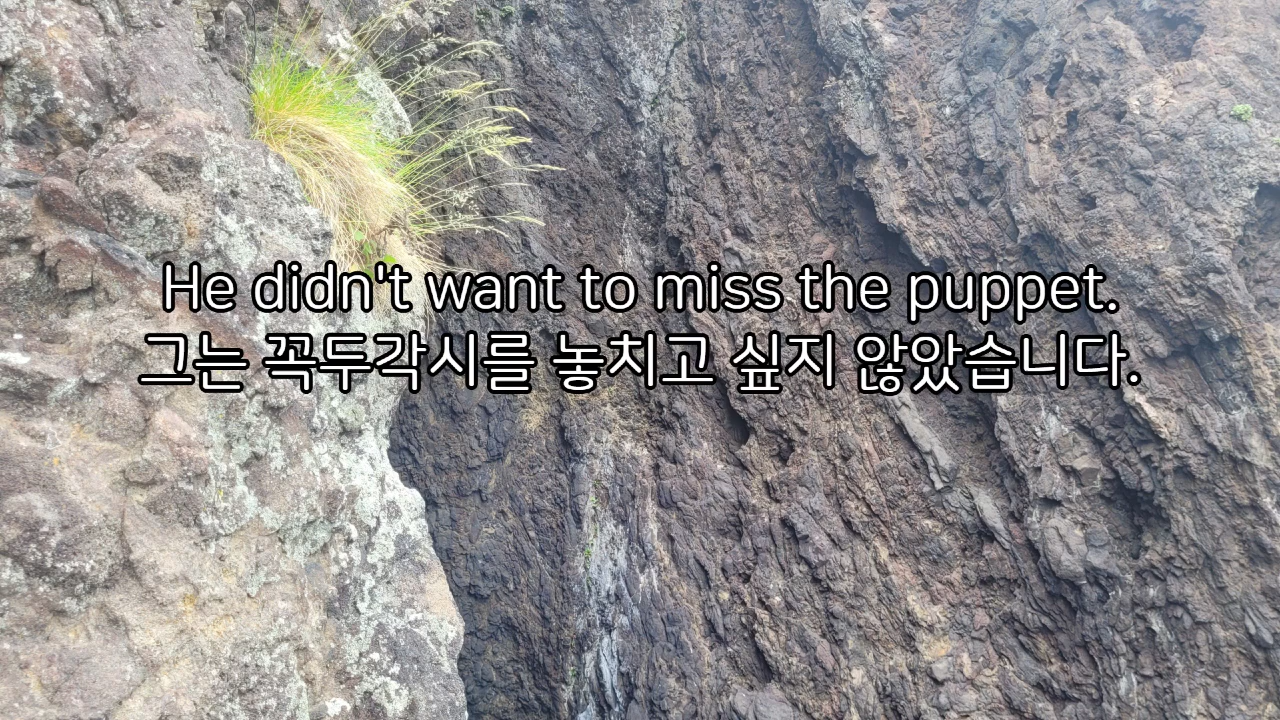 He didn't want to miss the puppet.
그는 꼭두각시를 놓치고 싶지 않았습니다.